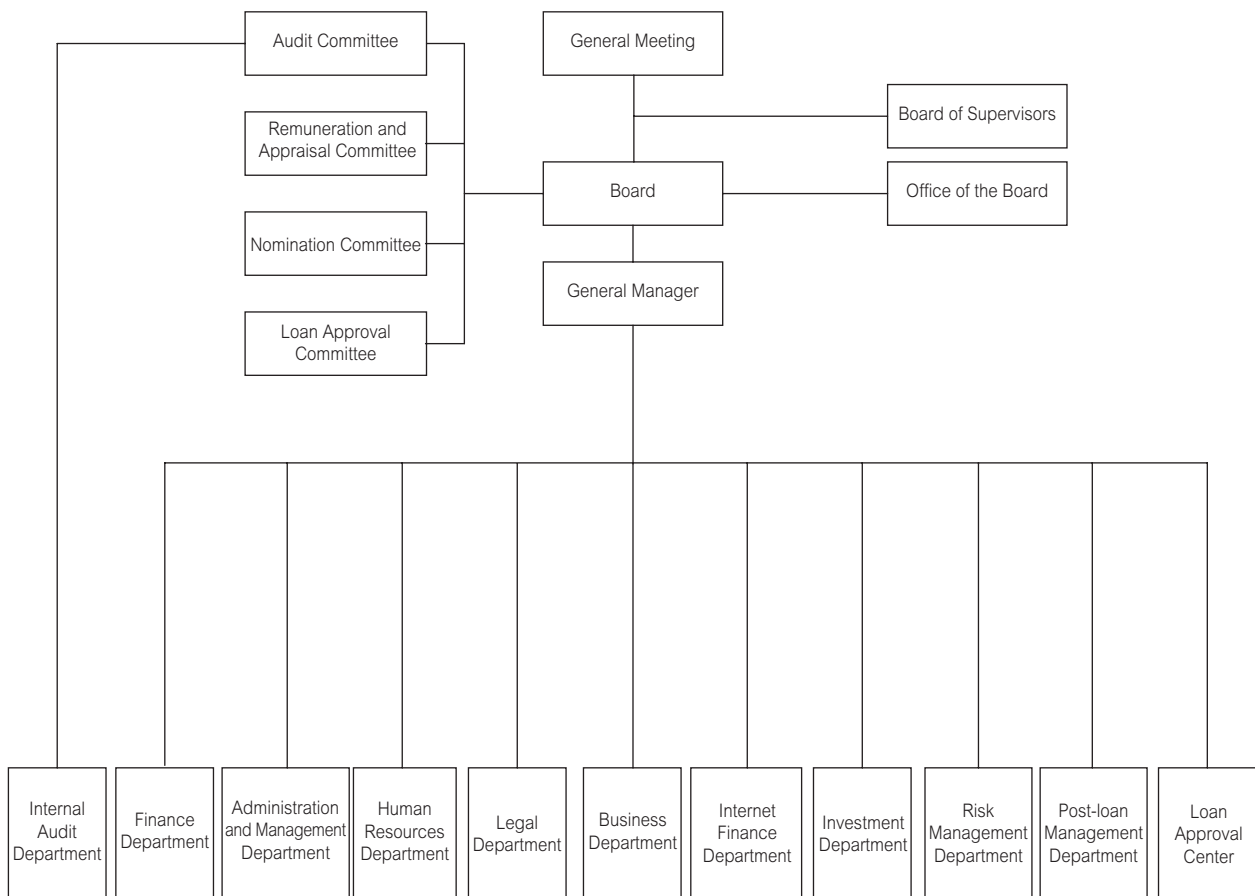 Audit Committee
General Meeting
Board of Supervisors
Remuneration and
Appraisal Committee
Board
Office of the Board
Nomination Committee
General Manager
Loan Approval
Committee
Internal
Audit
Department
Finance
Department
Administration
and Management
Department
Human
Resources
Department
Legal
Department
Business
Department
Internet
Finance
Department
Investment
Department
Risk
Management
Department
Post-loan
Management
Department
Loan
Approval
Center